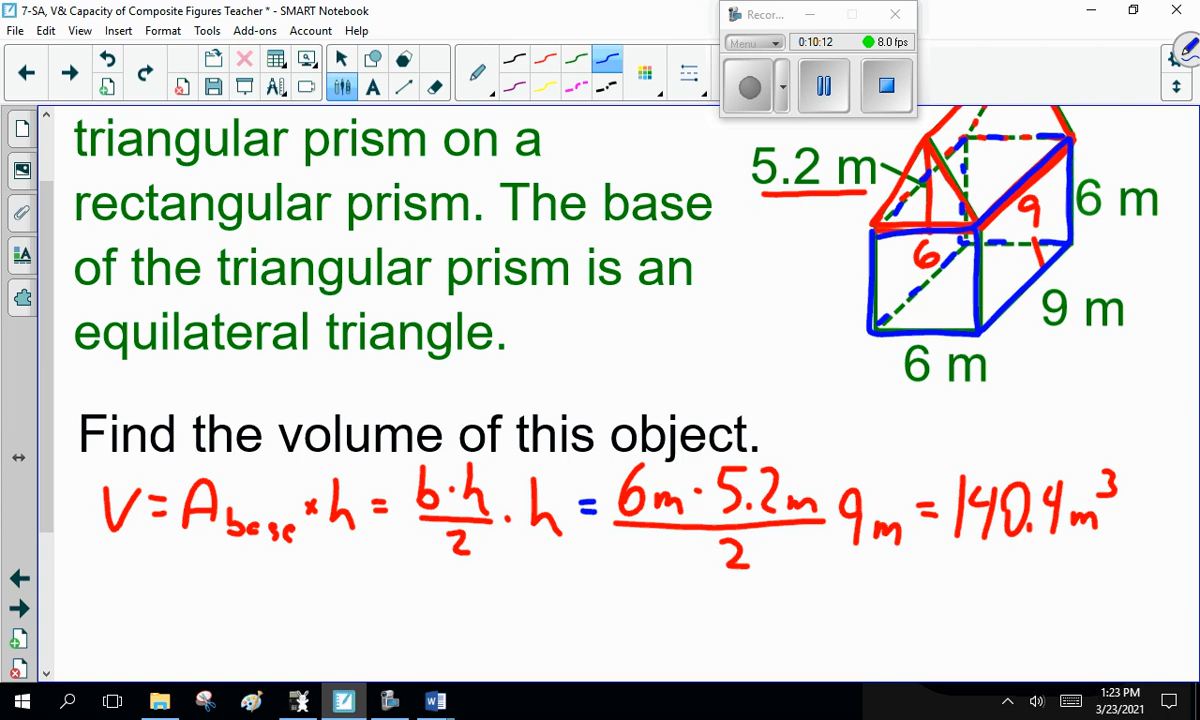 7-SA, V& Capacity of Composite Figures Teacher * - SMART Notebook
File Edit View Insert Format Tools Add-ons Account Help
Recor...
Menu 0:10:12 8.0 fps
triangular prism on a
rectangular prism. The base
of the triangular prism is an
equilateral triangle.
5.2 m
6 m
9
6
9 m
6 m
Find the volume of this object.
V = A base × h = b·h/2 · h = 6m · 5.2m/2 9m = 140.4m³
1:23 PM
3/23/2021